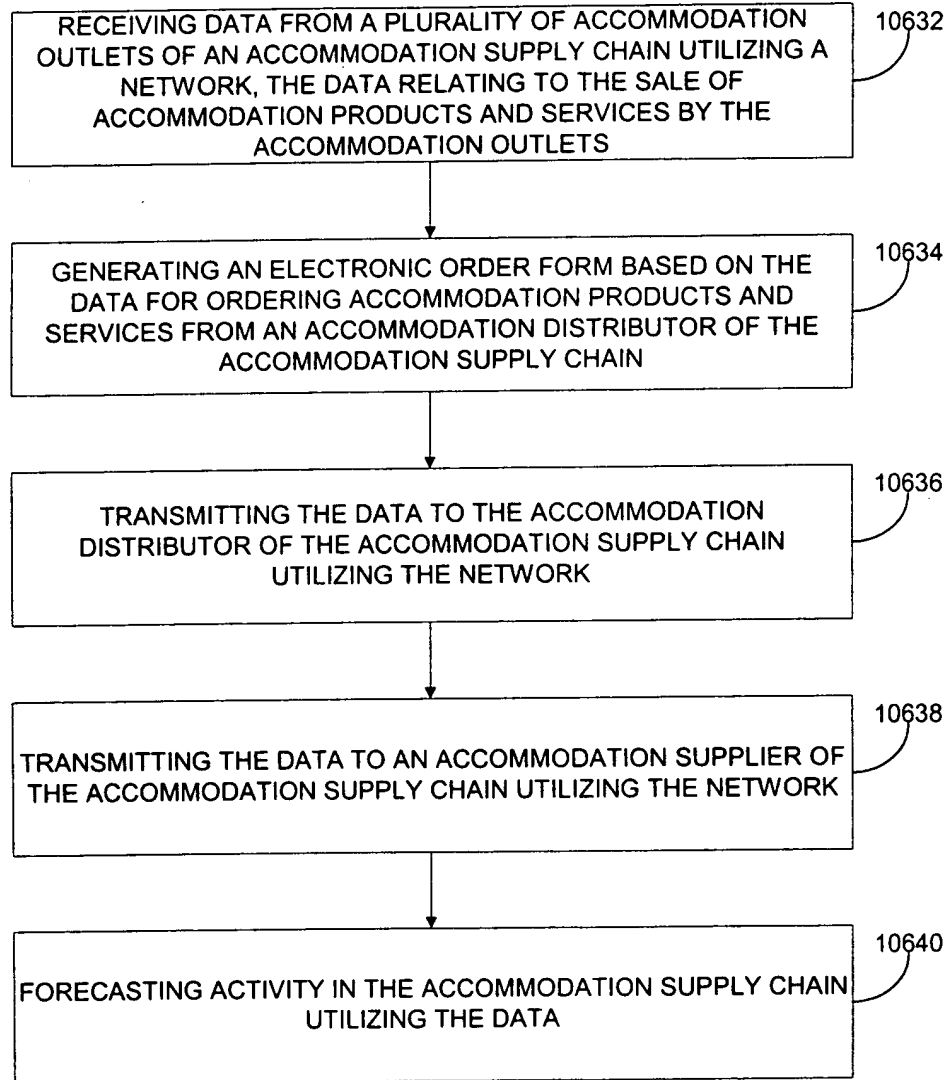 RECEIVING DATA FROM A PLURALITY OF ACCOMMODATION
OUTLETS OF AN ACCOMMODATION SUPPLY CHAIN UTILIZING A
NETWORK, THE DATA RELATING TO THE SALE OF
ACCOMMODATION PRODUCTS AND SERVICES BY THE
ACCOMMODATION OUTLETS
10632
GENERATING AN ELECTRONIC ORDER FORM BASED ON THE
DATA FOR ORDERING ACCOMMODATION PRODUCTS AND
SERVICES FROM AN ACCOMMODATION DISTRIBUTOR OF THE
ACCOMMODATION SUPPLY CHAIN
10634
TRANSMITTING THE DATA TO THE ACCOMMODATION
DISTRIBUTOR OF THE ACCOMMODATION SUPPLY CHAIN
UTILIZING THE NETWORK
10636
TRANSMITTING THE DATA TO AN ACCOMMODATION SUPPLIER OF
THE ACCOMMODATION SUPPLY CHAIN UTILIZING THE NETWORK
10638
FORECASTING ACTIVITY IN THE ACCOMMODATION SUPPLY CHAIN
UTILIZING THE DATA
10640